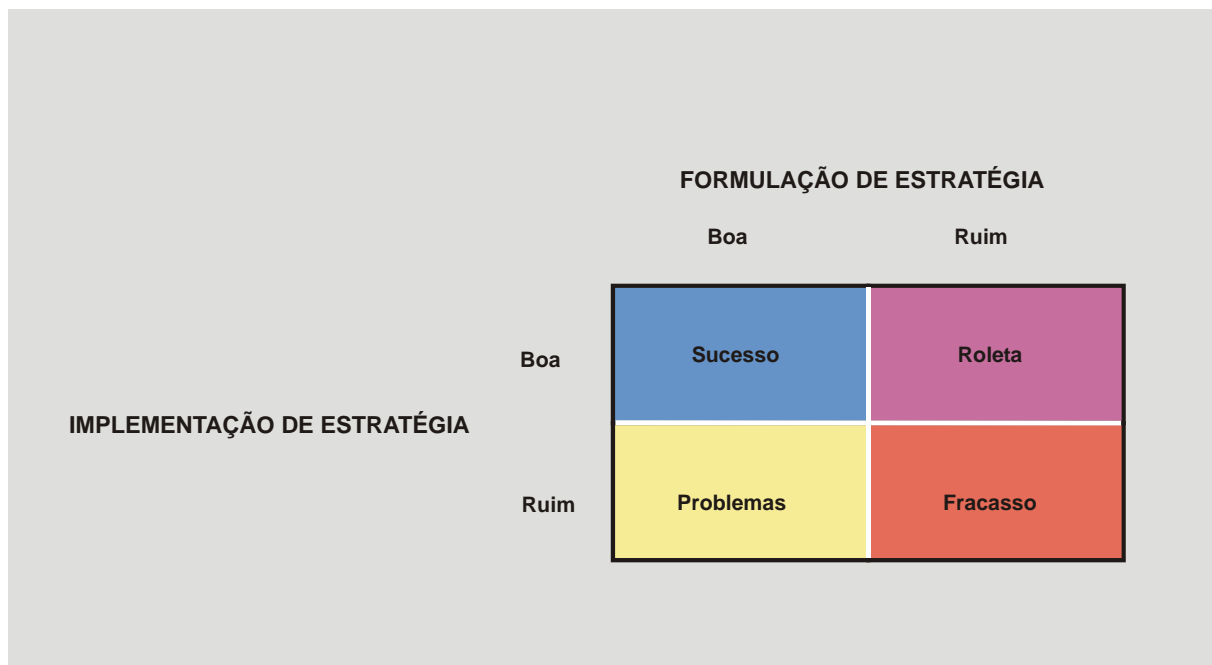 FORMULAÇÃO DE ESTRATÉGIA
Boa Ruim
Boa Sucesso Roleta
IMPLEMENTAÇÃO DE ESTRATÉGIA
Ruim Problemas Fracasso